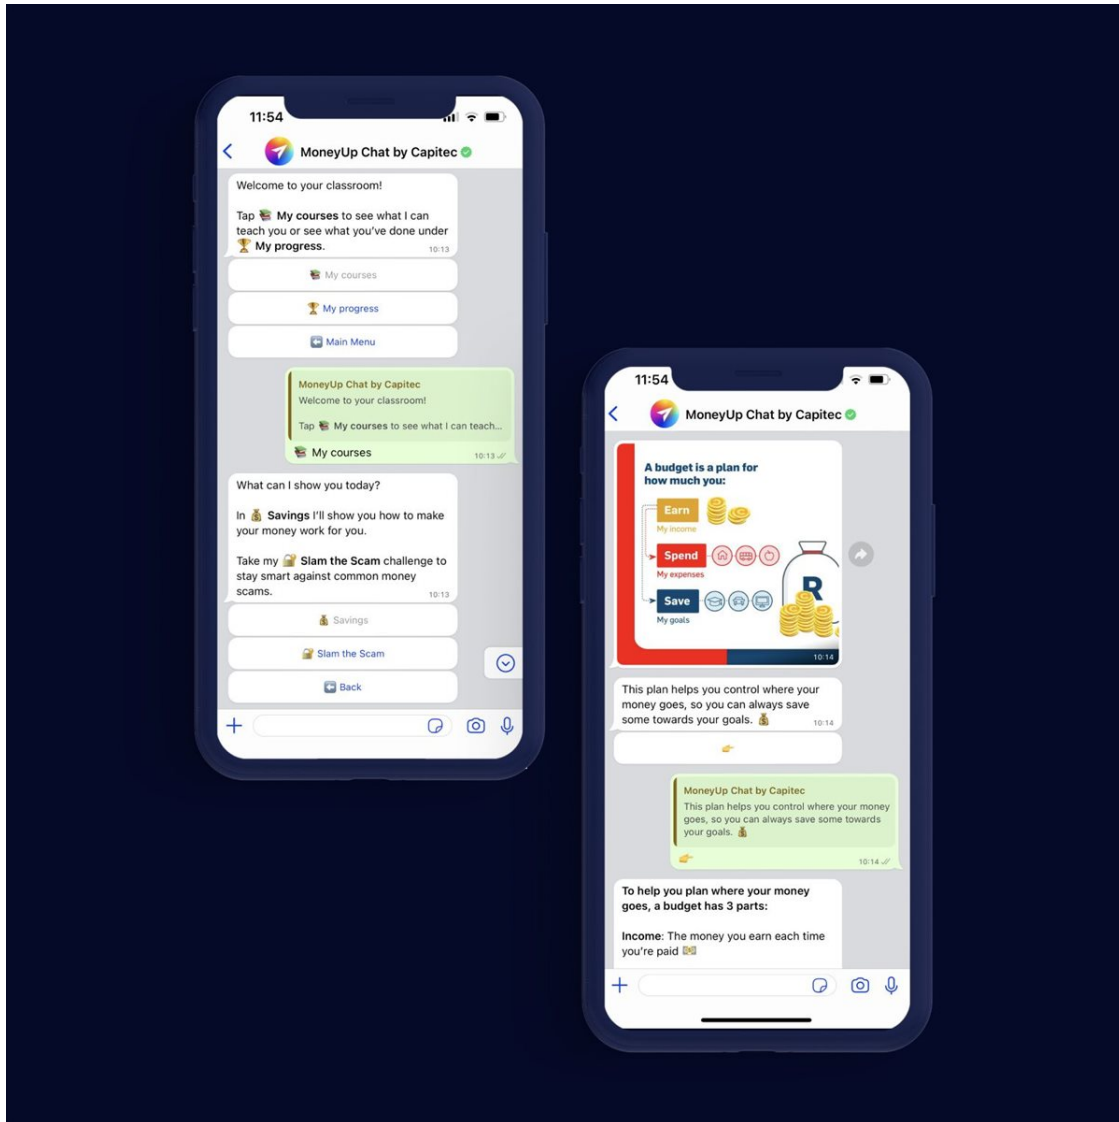 11:54
MoneyUp Chat by Capitec
Welcome to your classroom!
Tap 📚 My courses to see what I can
teach you or see what you've done under
🏆 My progress.
10:13
📚 My courses
🏆 My progress
⬅️ Main Menu
MoneyUp Chat by Capitec
Welcome to your classroom!
Tap 📚 My courses to see what I can teach...
📚 My courses
10:13
What can I show you today?
In 💰 Savings I'll show you how to make
your money work for you.
Take my 🔐 Slam the Scam challenge to
stay smart against common money
scams.
10:13
💰 Savings
🔐 Slam the Scam
⬅️ Back
11:54
MoneyUp Chat by Capitec
A budget is a plan for
how much you:
Earn
My income
Spend
My expenses
Save
My goals
R
10:14
This plan helps you control where your
money goes, so you can always save
some towards your goals. 💰
10:14
👉
MoneyUp Chat by Capitec
This plan helps you control where your money
goes, so you can always save some towards
your goals. 💰
👉
10:14
To help you plan where your money
goes, a budget has 3 parts:
Income: The money you earn each time
you're paid 💵